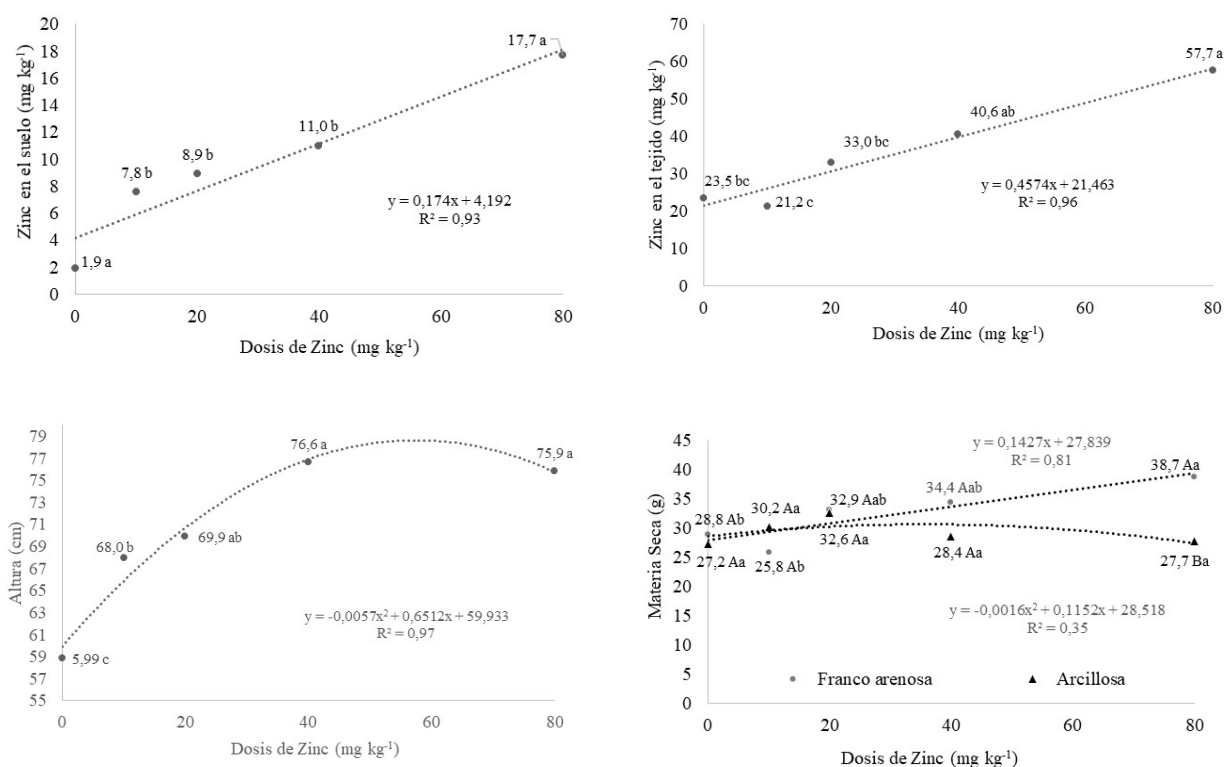 Zinc en el suelo (mg kg⁻¹)
20
18
16
14
12
10
8
6
4
2
0
17,7 a
11,0 b
8,9 b
7,8 b
1,9 a
y = 0,174x + 4,192
R² = 0,93
0 20 40 60 80
Dosis de Zinc (mg kg⁻¹)
Zinc en el tejido (mg kg⁻¹)
70
60
50
40
30
20
10
0
57,7 a
40,6 ab
33,0 bc
23,5 bc
21,2 c
y = 0,4574x + 21,463
R² = 0,96
0 20 40 60 80
Dosis de Zinc (mg kg⁻¹)
Altura (cm)
79
77
75
73
71
69
67
65
63
61
59
57
55
76,6 a
75,9 a
68,0 b
69,9 ab
5,99 c
y = -0,0057x² + 0,6512x + 59,933
R² = 0,97
0 20 40 60 80
Dosis de Zinc (mg kg⁻¹)
Materia Seca (g)
45
40
35
30
25
20
15
10
5
0
y = 0,1427x + 27,839
R² = 0,81
38,7 Aa
34,4 Aab
32,9 Aab
30,2 Aa
28,8 Ab
32,6 Aa
28,4 Aa
27,2 Aa
25,8 Ab
27,7 Ba
y = -0,0016x² + 0,1152x + 28,518
R² = 0,35
Franco arenosa Arcillosa
0 20 40 60 80
Dosis de Zinc (mg kg⁻¹)